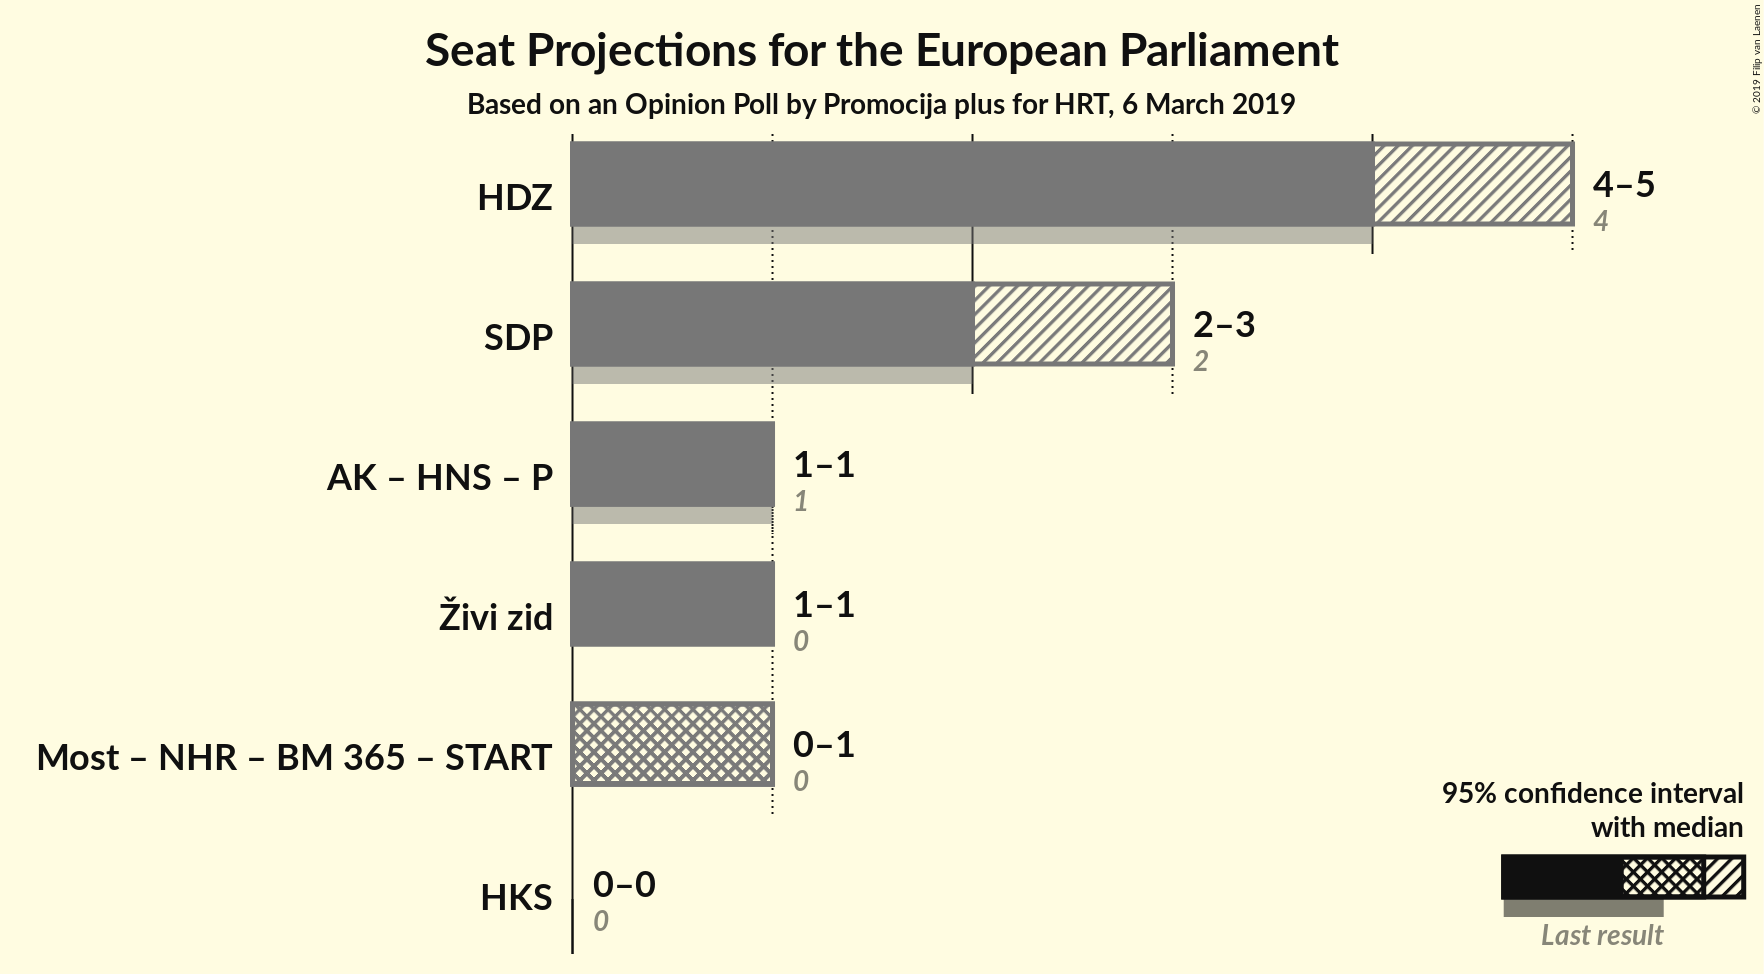 Seat Projections for the European Parliament
Based on an Opinion Poll by Promocija plus for HRT, 6 March 2019
© 2019 Filip van Laenen
HDZ
4–5
4
SDP
2–3
2
AK – HNS – P
1–1
1
Živi zid
1–1
0
Most – NHR – BM 365 – START
0–1
0
HKS
0–0
0
95% confidence interval
with median
Last result